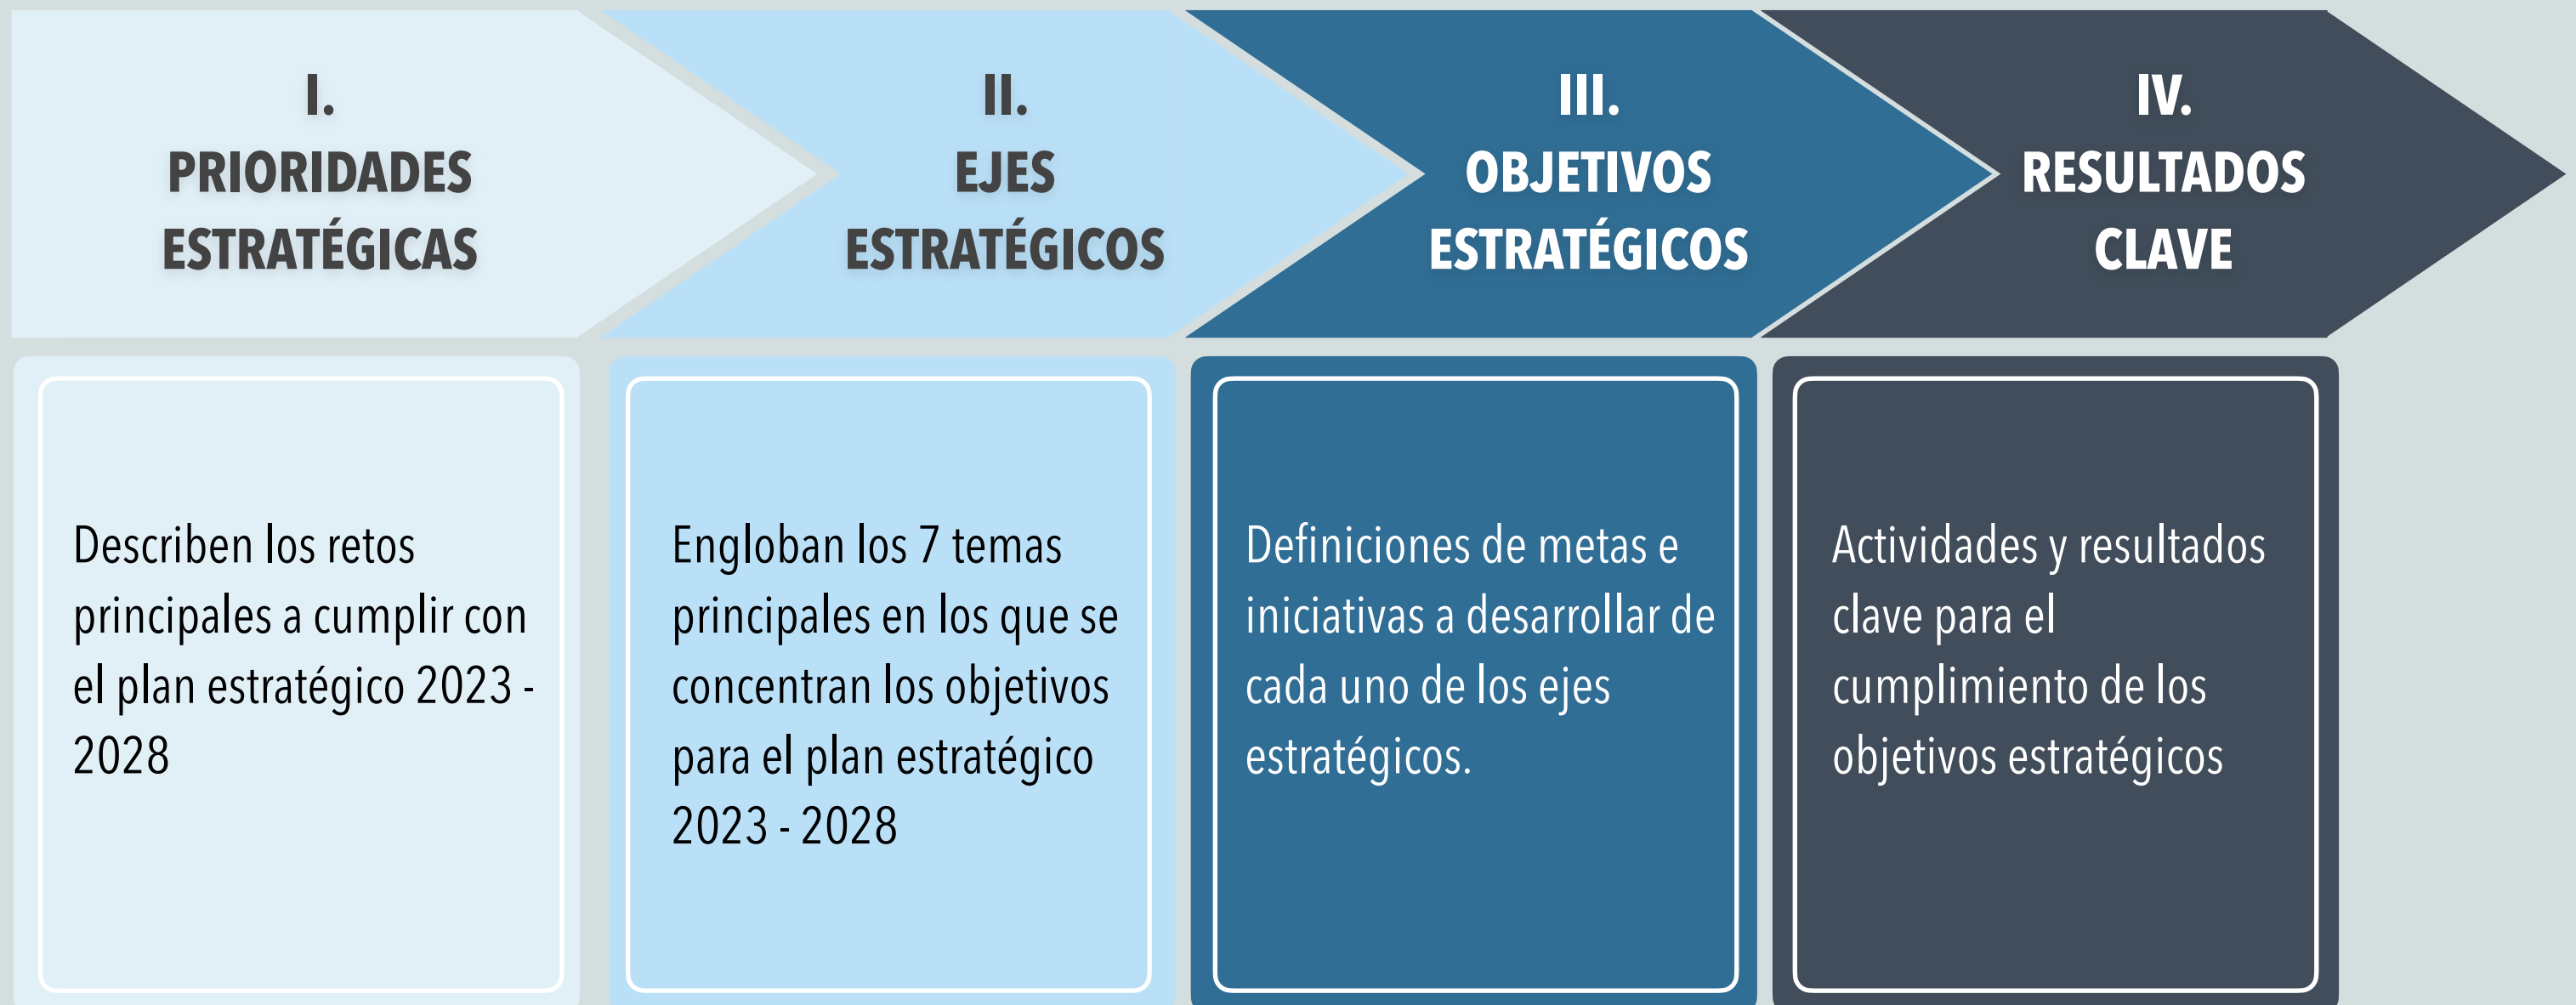 I.
PRIORIDADES
ESTRATÉGICAS
II.
EJES
ESTRATÉGICOS
III.
OBJETIVOS
ESTRATÉGICOS
IV.
RESULTADOS
CLAVE
Describen los retos
principales a cumplir con
el plan estratégico 2023 -
2028
Engloban los 7 temas
principales en los que se
concentran los objetivos
para el plan estratégico
2023 - 2028
Definiciones de metas e
iniciativas a desarrollar de
cada uno de los ejes
estratégicos.
Actividades y resultados
clave para el
cumplimiento de los
objetivos estratégicos